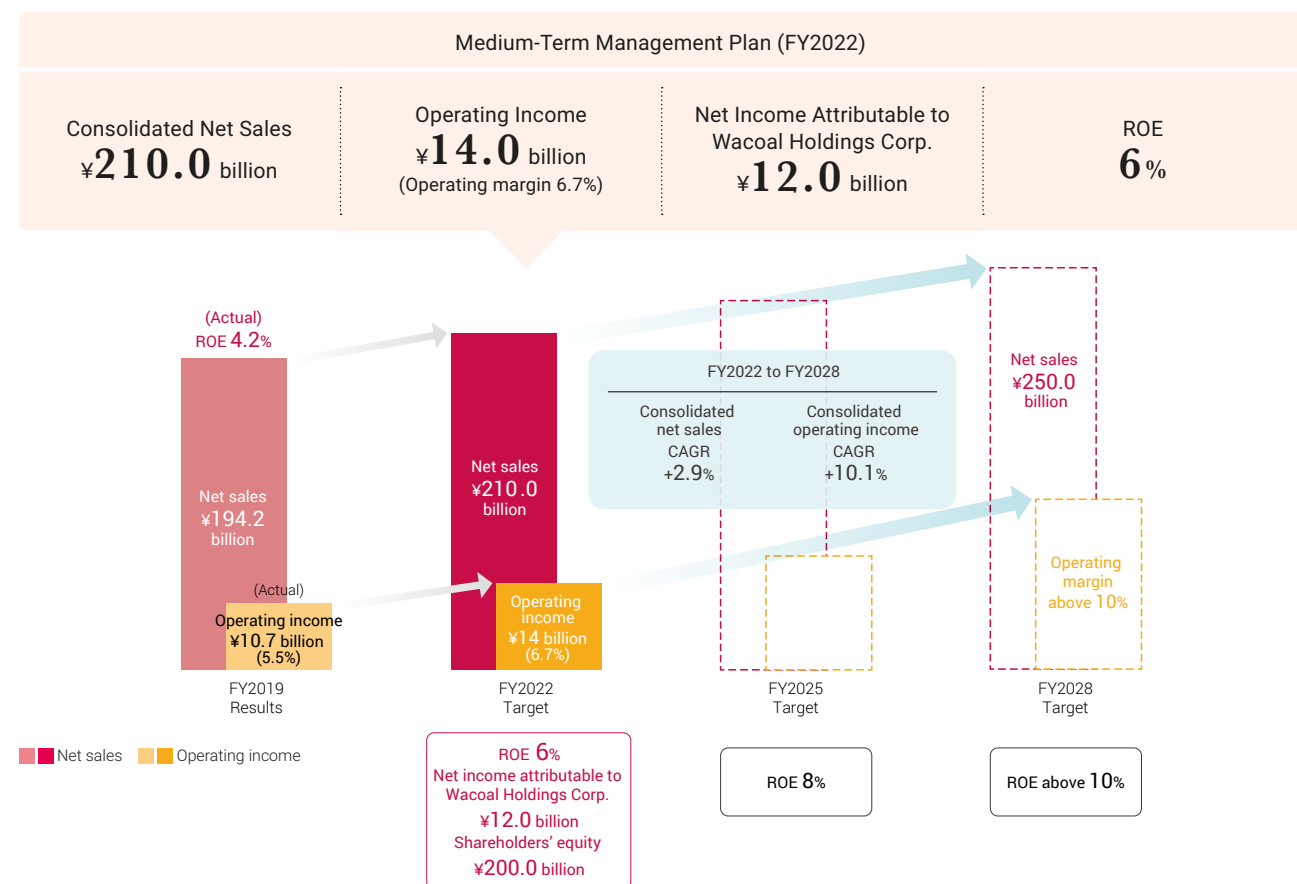 Medium-Term Management Plan (FY2022)
Consolidated Net Sales
¥210.0 billion
Operating Income
¥14.0 billion
(Operating margin 6.7%)
Net Income Attributable to
Wacoal Holdings Corp.
¥12.0 billion
ROE
6%
(Actual)
ROE 4.2%
Net sales
¥194.2
billion
(Actual)
Operating income
¥10.7 billion
(5.5%)
FY2019
Results
Net sales
¥210.0
billion
Operating
income
¥14 billion
(6.7%)
FY2022
Target
FY2022 to FY2028
Consolidated
net sales
CAGR
+2.9%
Consolidated
operating income
CAGR
+10.1%
FY2025
Target
Net sales
¥250.0
billion
Operating
margin
above 10%
FY2028
Target
Net sales
Operating income
ROE 6%
Net income attributable to
Wacoal Holdings Corp.
¥12.0 billion
Shareholders’ equity
¥200.0 billion
ROE 8%
ROE above 10%